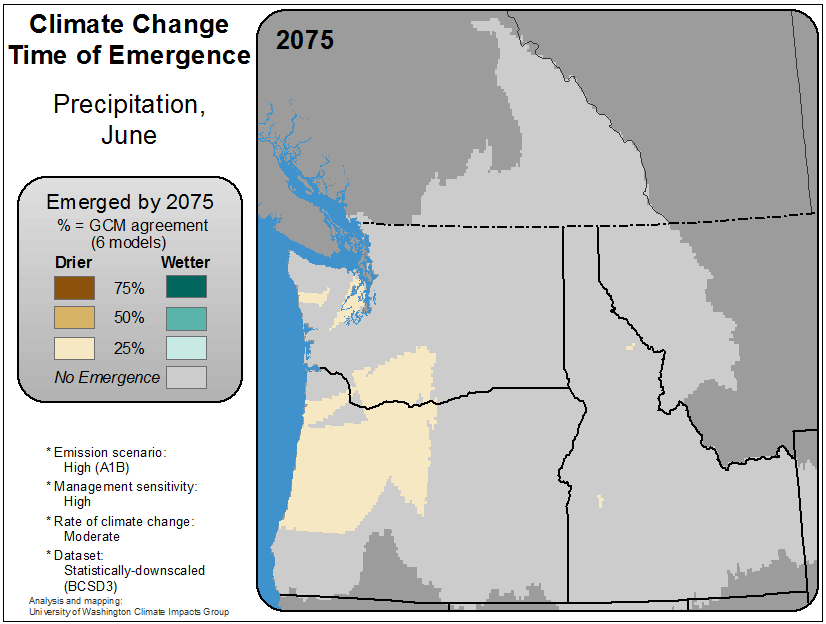 Climate Change
Time of Emergence
Precipitation,
June
2075
Emerged by 2075
% = GCM agreement
(6 models)
Drier Wetter
75%
50%
25%
No Emergence
* Emission scenario:
High (A1B)
* Management sensitivity:
High
* Rate of climate change:
Moderate
* Dataset:
Statistically-downscaled
(BCSD3)
Analysis and mapping:
University of Washington Climate Impacts Group